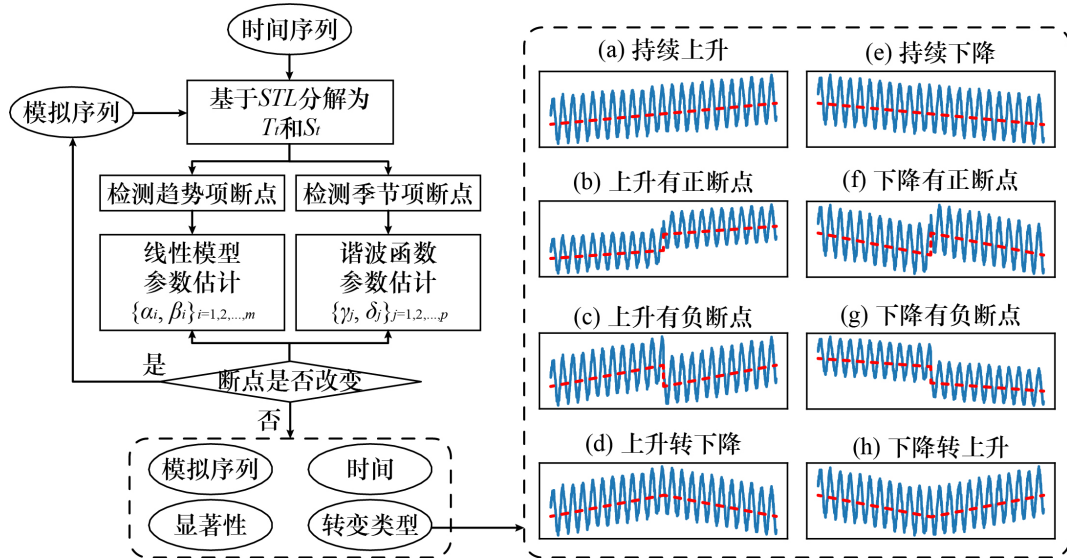 时间序列
模拟序列
基于STL分解为
Tt和St
检测趋势项断点
检测季节项断点
线性模型
参数估计
{αi, βi}i=1,2,...,m
谐波函数
参数估计
{γj, δj}j=1,2,...,p
是
断点是否改变
否
模拟序列
时间
显著性
转变类型
(a) 持续上升
(e) 持续下降
(b) 上升有正断点
(f) 下降有正断点
(c) 上升有负断点
(g) 下降有负断点
(d) 上升转下降
(h) 下降转上升